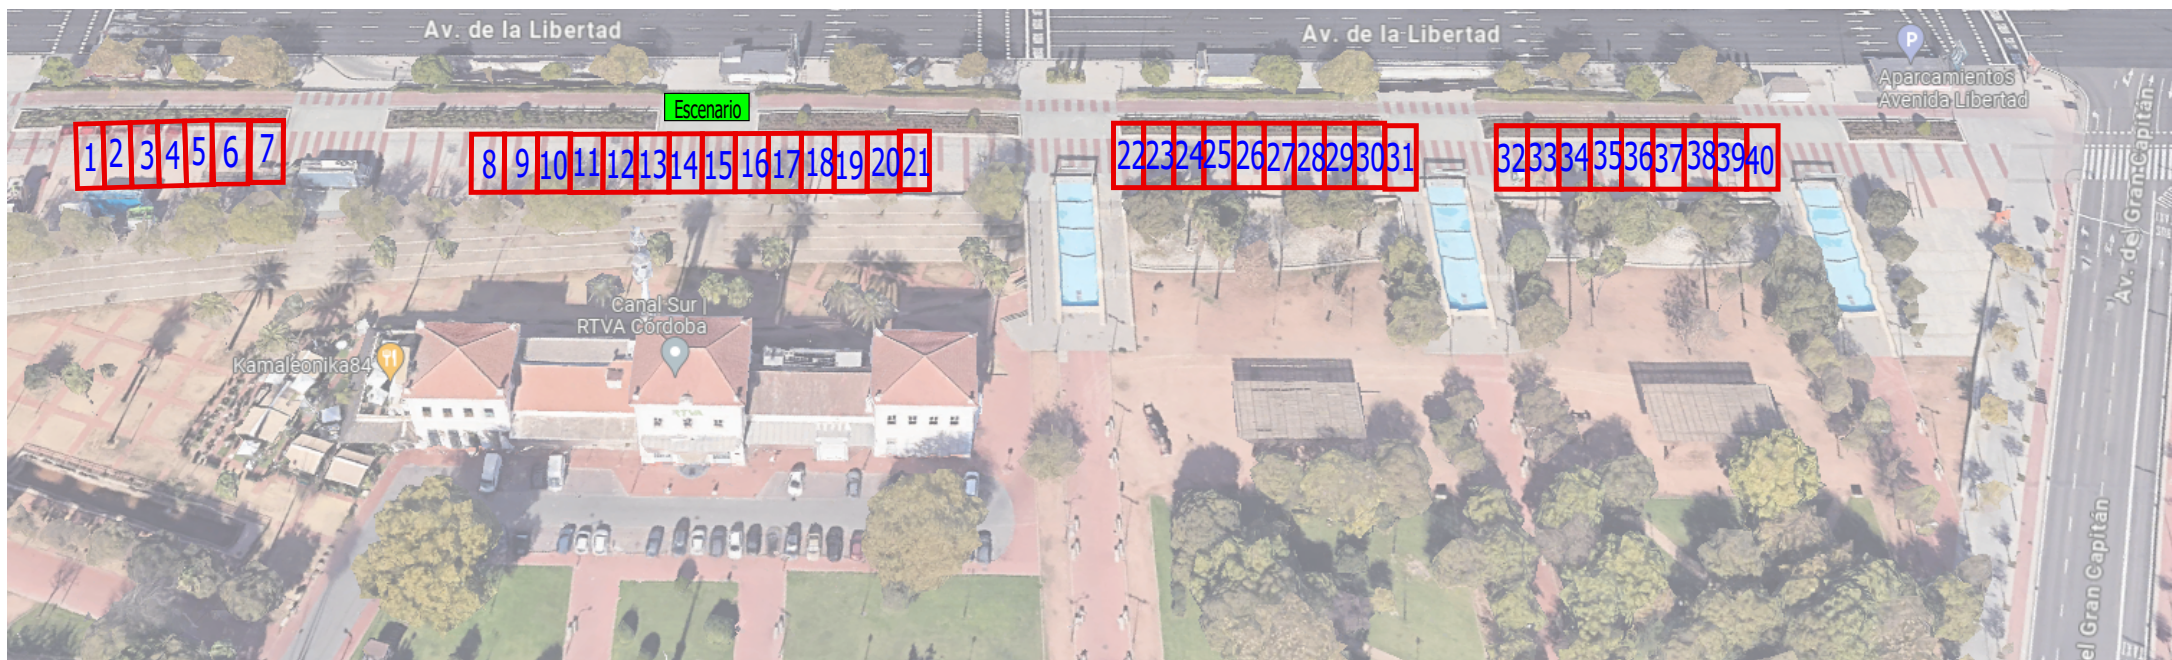 Av. de la Libertad
Av. de la Libertad
P
Aparcamientos
Avenida Libertad
Escenario
1 2 3 4 5 6 7
8 9 10 11 12 13 14 15 16 17 18 19 20 21
22 23 24 25 26 27 28 29 30 31
32 33 34 35 36 37 38 39 40
Av. del Gran Capitán
Canal Sur |
RTVA Córdoba
Kamaleonika84
RTVA
el Gran Capitán